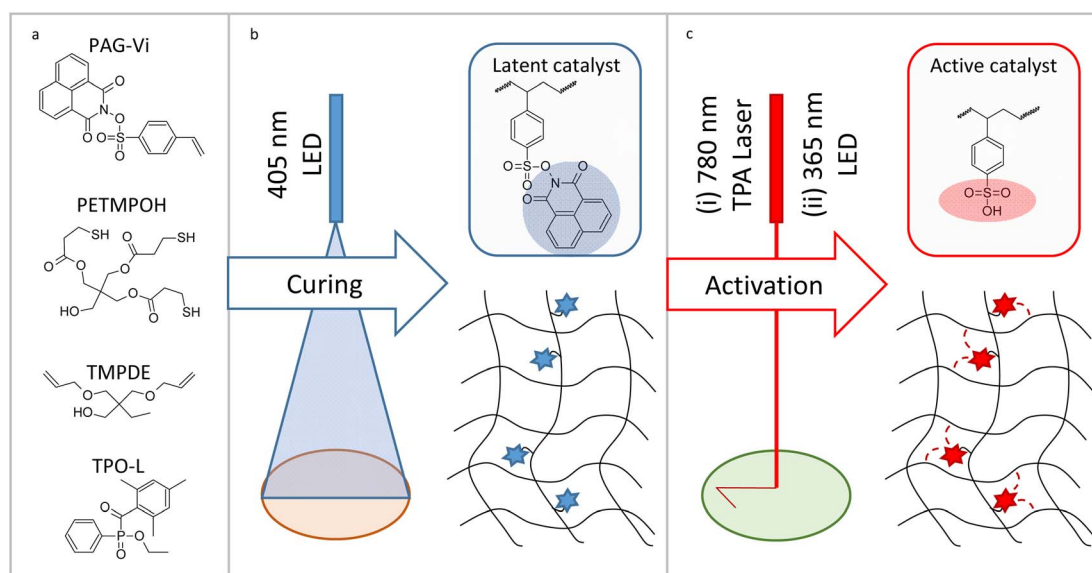 a
PAG-Vi
O
N
O
O
O
S
O
PETMPOH
SH
O
O
O
O
O
HO
O
SH
SH
TMPDE
O
O
HO
TPO-L
O
P
O
O
b
405 nm
LED
Curing
Latent catalyst
O
S
O
O
N
O
O
c
(i) 780 nm
TPA Laser
(ii) 365 nm
LED
Activation
Active catalyst
O
S
O
OH